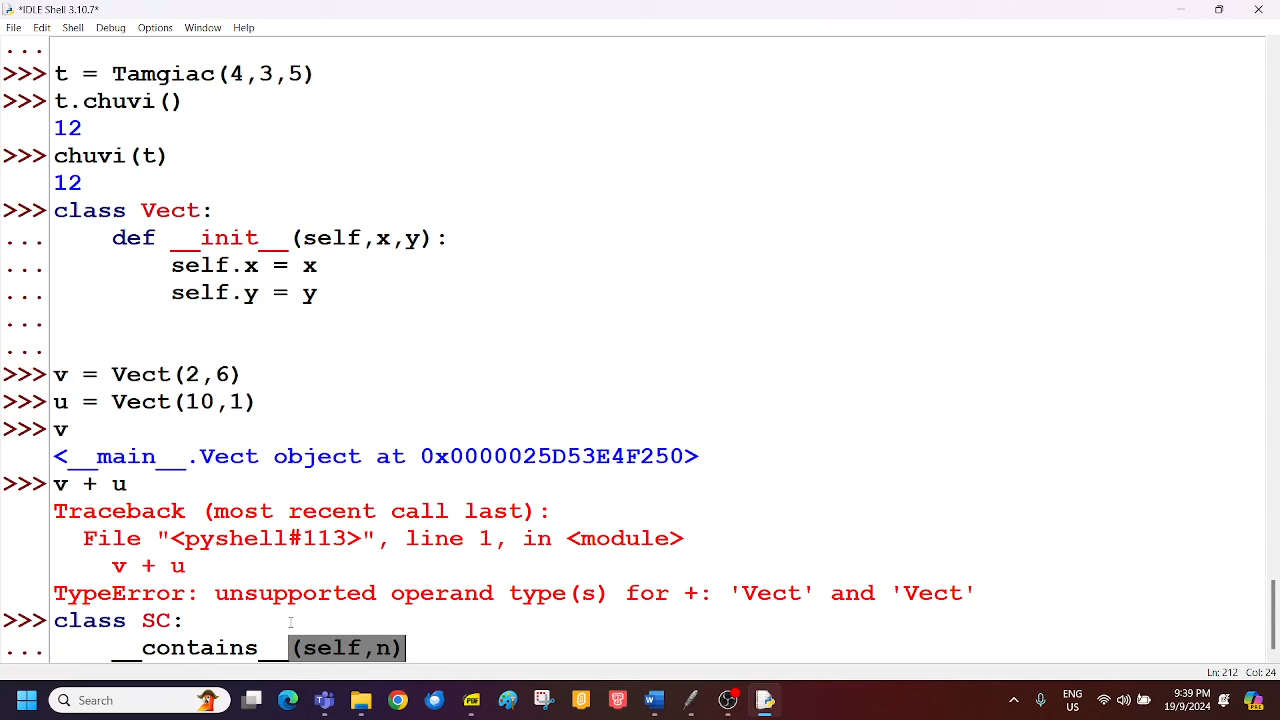 *IDLE Shell 3.10.7*
File Edit Shell Debug Options Window Help
...
>>> t = Tamgiac(4,3,5)
>>> t.chuvi()
12
>>> chuvi(t)
12
>>> class Vect:
...     def __init__(self,x,y):
...         self.x = x
...         self.y = y
...
...
>>> v = Vect(2,6)
>>> u = Vect(10,1)
>>> v
<__main__.Vect object at 0x0000025D53E4F250>
>>> v + u
Traceback (most recent call last):
  File "<pyshell#113>", line 1, in <module>
    v + u
TypeError: unsupported operand type(s) for +: 'Vect' and 'Vect'
>>> class SC:
...     __contains__(self,n)
Ln: 212 Col: 24
Search
ENG
US
9:39 PM
19/9/2024